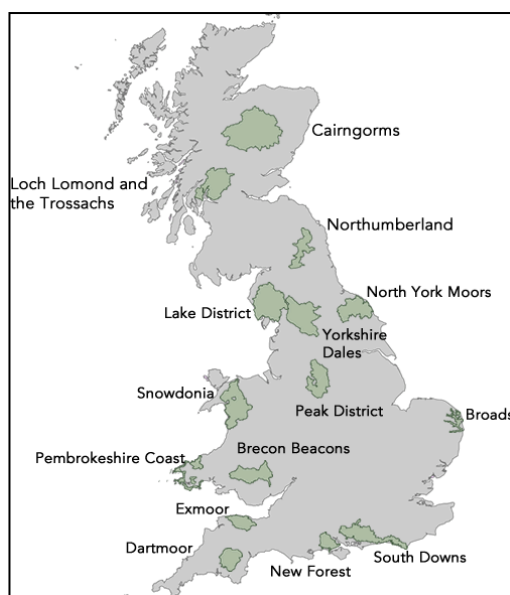 Cairngorms
Loch Lomond and
the Trossachs
Northumberland
North York Moors
Lake District
Yorkshire
Dales
Snowdonia
Peak District
Broads
Brecon Beacons
Pembrokeshire Coast
Exmoor
Dartmoor
New Forest
South Downs